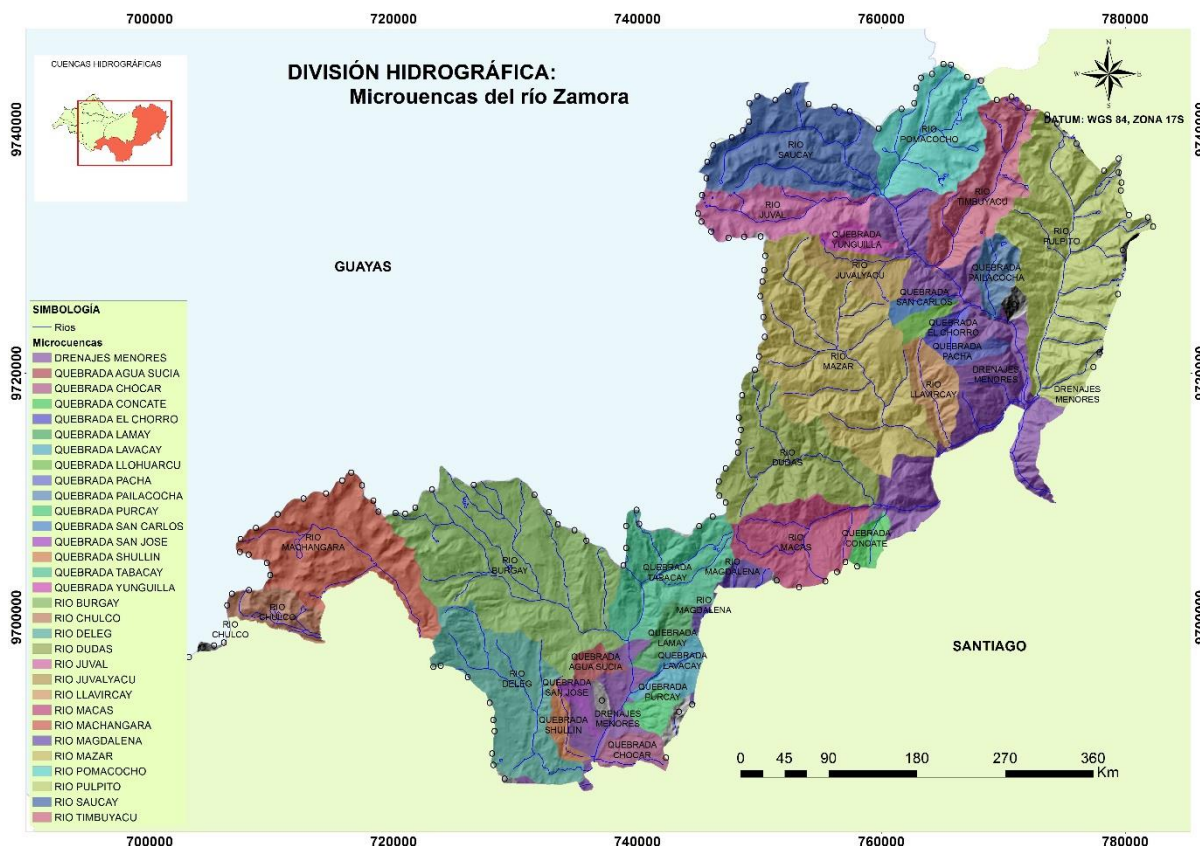 700000
720000
740000
760000
780000
CUENCAS HIDROGRÁFICAS
DIVISIÓN HIDROGRÁFICA:
Microuencas del río Zamora
N
W
E
S
DATUM: WGS 84, ZONA 17S
9740000
9740000
RIO
POMACOCHO
RIO
SAUCAY
RIO
TIMBUYACU
RIO
JUVAL
RIO
PULPITO
QUEBRADA
YUNGUILLA
GUAYAS
RIO
JUVALYACU
QUEBRADA
PAILACOCHA
QUEBRADA
SAN CARLOS
QUEBRADA
EL CHORRO
QUEBRADA
PACHA
RIO
MAZAR
DRENAJES
MENORES
RIO
LLAVIRCAY
DRENAJES
MENORES
9720000
9720000
SIMBOLOGÍA
Rios
Microcuencas
DRENAJES MENORES
QUEBRADA AGUA SUCIA
QUEBRADA CHOCAR
QUEBRADA CONCATE
QUEBRADA EL CHORRO
QUEBRADA LAMAY
QUEBRADA LAVACAY
QUEBRADA LLOHUARCU
QUEBRADA PACHA
QUEBRADA PAILACOCHA
QUEBRADA PURCAY
QUEBRADA SAN CARLOS
QUEBRADA SAN JOSE
QUEBRADA SHULLIN
QUEBRADA TABACAY
QUEBRADA YUNGUILLA
RIO BURGAY
RIO CHULCO
RIO DELEG
RIO DUDAS
RIO JUVAL
RIO JUVALYACU
RIO LLAVIRCAY
RIO MACAS
RIO MACHANGARA
RIO MAGDALENA
RIO MAZAR
RIO POMACOCHO
RIO PULPITO
RIO SAUCAY
RIO TIMBUYACU
RIO
DUDAS
RIO
MACHANGARA
RIO
MACAS
QUEBRADA
CONCATE
RIO
BURGAY
QUEBRADA
TABACAY
RIO
MAGDALENA
RIO
MAGDALENA
RIO
CHULCO
RIO
CHULCO
9700000
9700000
QUEBRADA
LAMAY
SANTIAGO
QUEBRADA
AGUA SUCIA
QUEBRADA
LAVACAY
RIO
DELEG
QUEBRADA
SAN JOSE
QUEBRADA
PURCAY
DRENAJES
MENORES
QUEBRADA
SHULLIN
QUEBRADA
CHOCAR
0 45 90 180 270 360
Km
700000
720000
740000
760000
780000